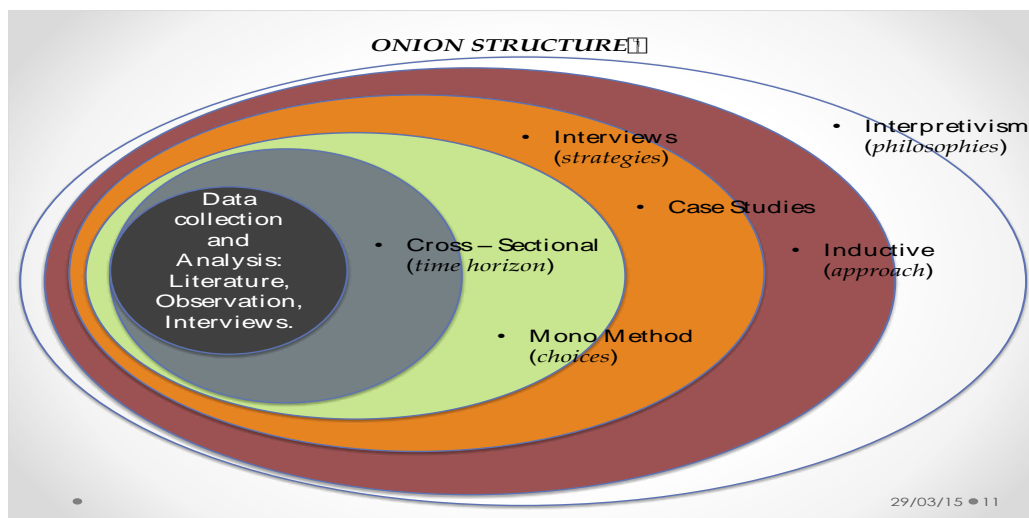 ONION STRUCTURE
• Interpretivism
(philosophies)
• Interviews
(strategies)
• Case Studies
• Inductive
(approach)
• Cross – Sectional
(time horizon)
• Mono Method
(choices)
Data
collection
and
Analysis:
Literature,
Observation,
Interviews.
29/03/15 • 11